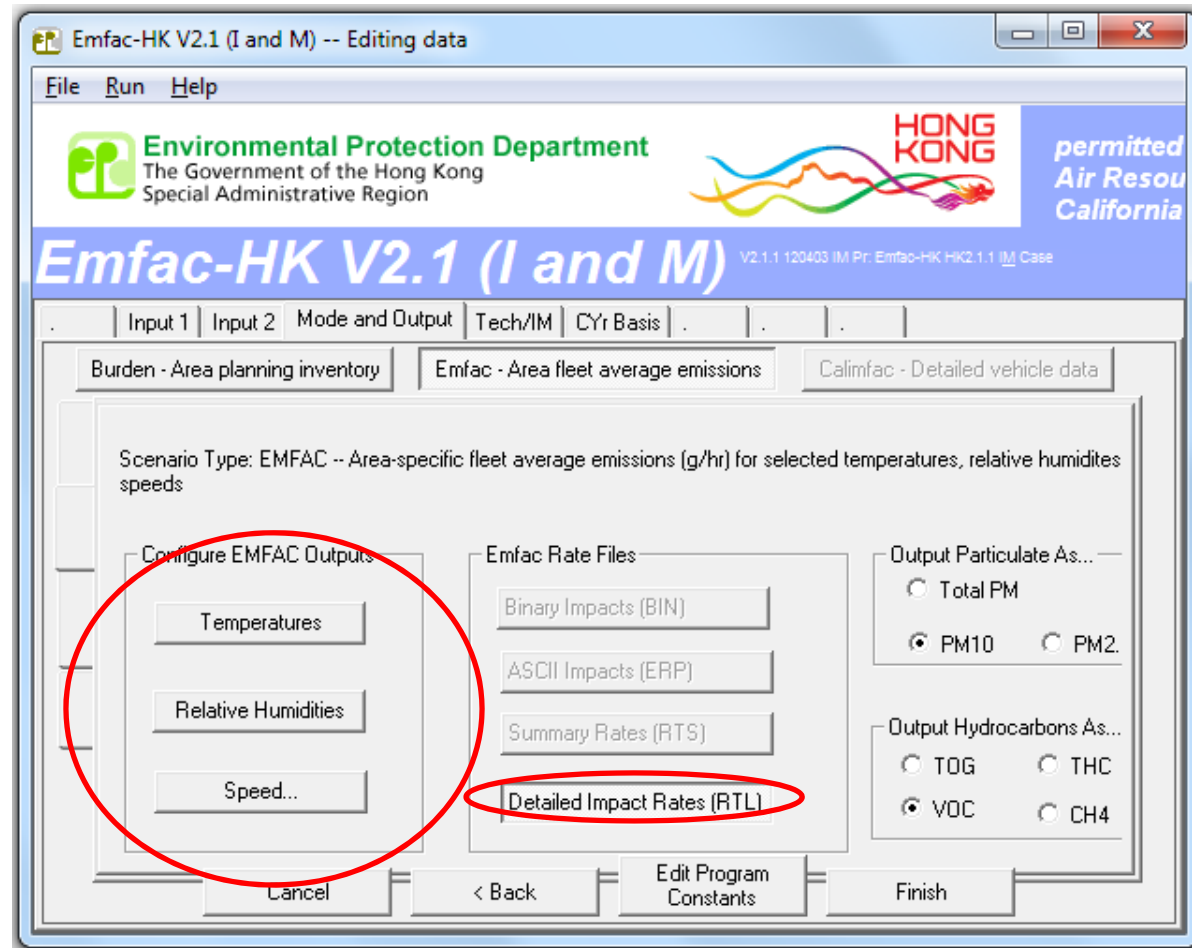 Emfac-HK V2.1 (I and M) -- Editing data
File Run Help
Environmental Protection Department
The Government of the Hong Kong
Special Administrative Region
HONG
KONG
permitted
Air Resou
California
Emfac-HK V2.1 (I and M)
V2.1.1 120403 IM Pr: Emfac-HK HK2.1.1 IM Case
. Input 1 Input 2 Mode and Output Tech/IM CYr Basis . . .
Burden - Area planning inventory
Emfac - Area fleet average emissions
Calimfac - Detailed vehicle data
Scenario Type: EMFAC -- Area-specific fleet average emissions (g/hr) for selected temperatures, relative humidites
speeds
Configure EMFAC Outputs
Temperatures
Relative Humidities
Speed...
Emfac Rate Files
Binary Impacts (BIN)
ASCII Impacts (ERP)
Summary Rates (RTS)
Detailed Impact Rates (RTL)
Output Particulate As...
Total PM
PM10 PM2.
Output Hydrocarbons As...
TOG THC
VOC CH4
Cancel
< Back
Edit Program
Constants
Finish